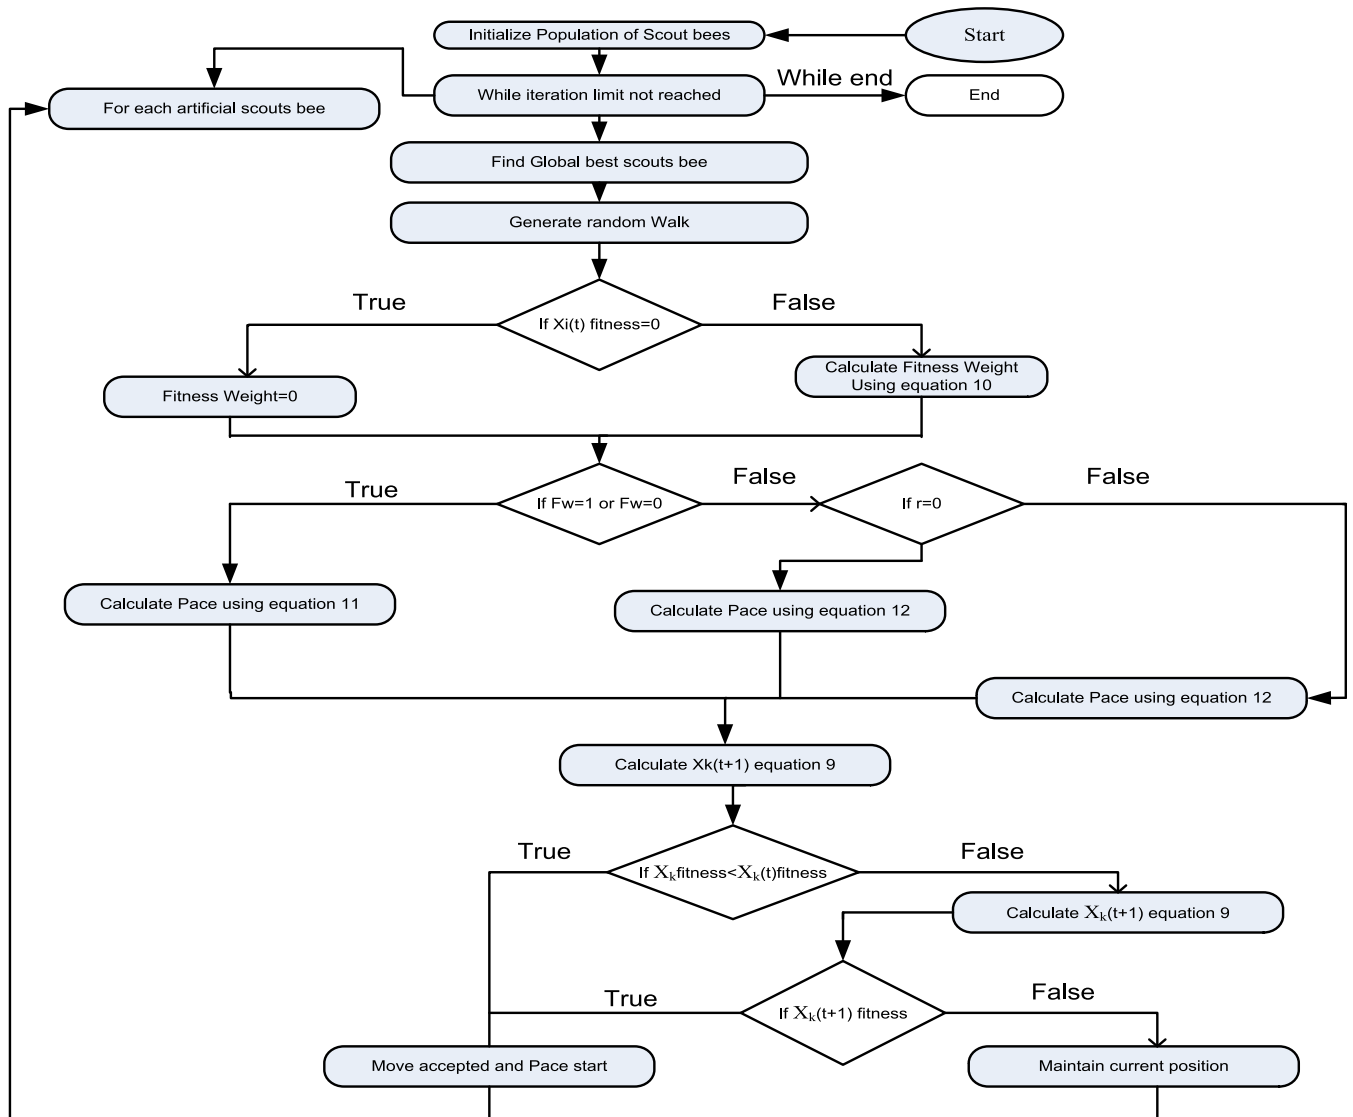 Initialize Population of Scout bees
Start
While iteration limit not reached
While end
End
For each artificial scouts bee
Find Global best scouts bee
Generate random Walk
True
False
If Xi(t) fitness=0
Fitness Weight=0
Calculate Fitness Weight
Using equation 10
True
False
False
If Fw=1 or Fw=0
If r=0
Calculate Pace using equation 11
Calculate Pace using equation 12
Calculate Pace using equation 12
Calculate Xk(t+1) equation 9
True
False
If Xₖfitness<Xₖ(t)fitness
Calculate Xₖ(t+1) equation 9
True
False
If Xₖ(t+1) fitness
Move accepted and Pace start
Maintain current position